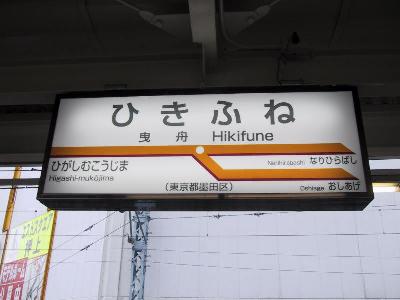 ひきふね
曳舟 Hikifune
ひがしむこうじま
Higashi-mukōjima
Narihirabashi なりひらばし
(東京都墨田区)
Oshiage おしあげ